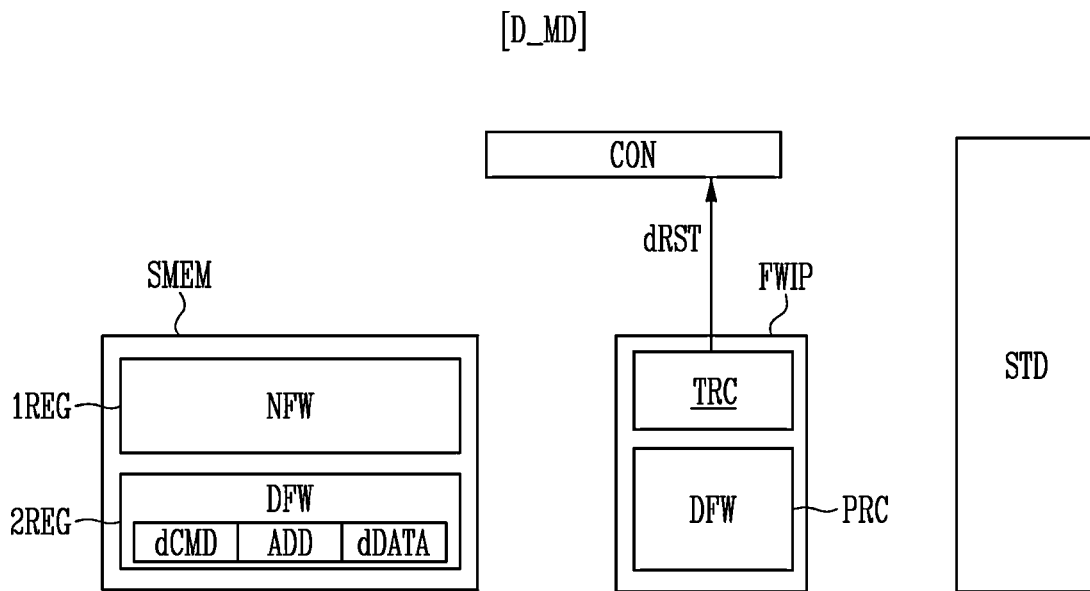 [D_MD]
CON
dRST
SMEM
FWIP
STD
1REG
NFW
TRC
2REG
DFW
dCMD ADD dDATA
DFW
PRC